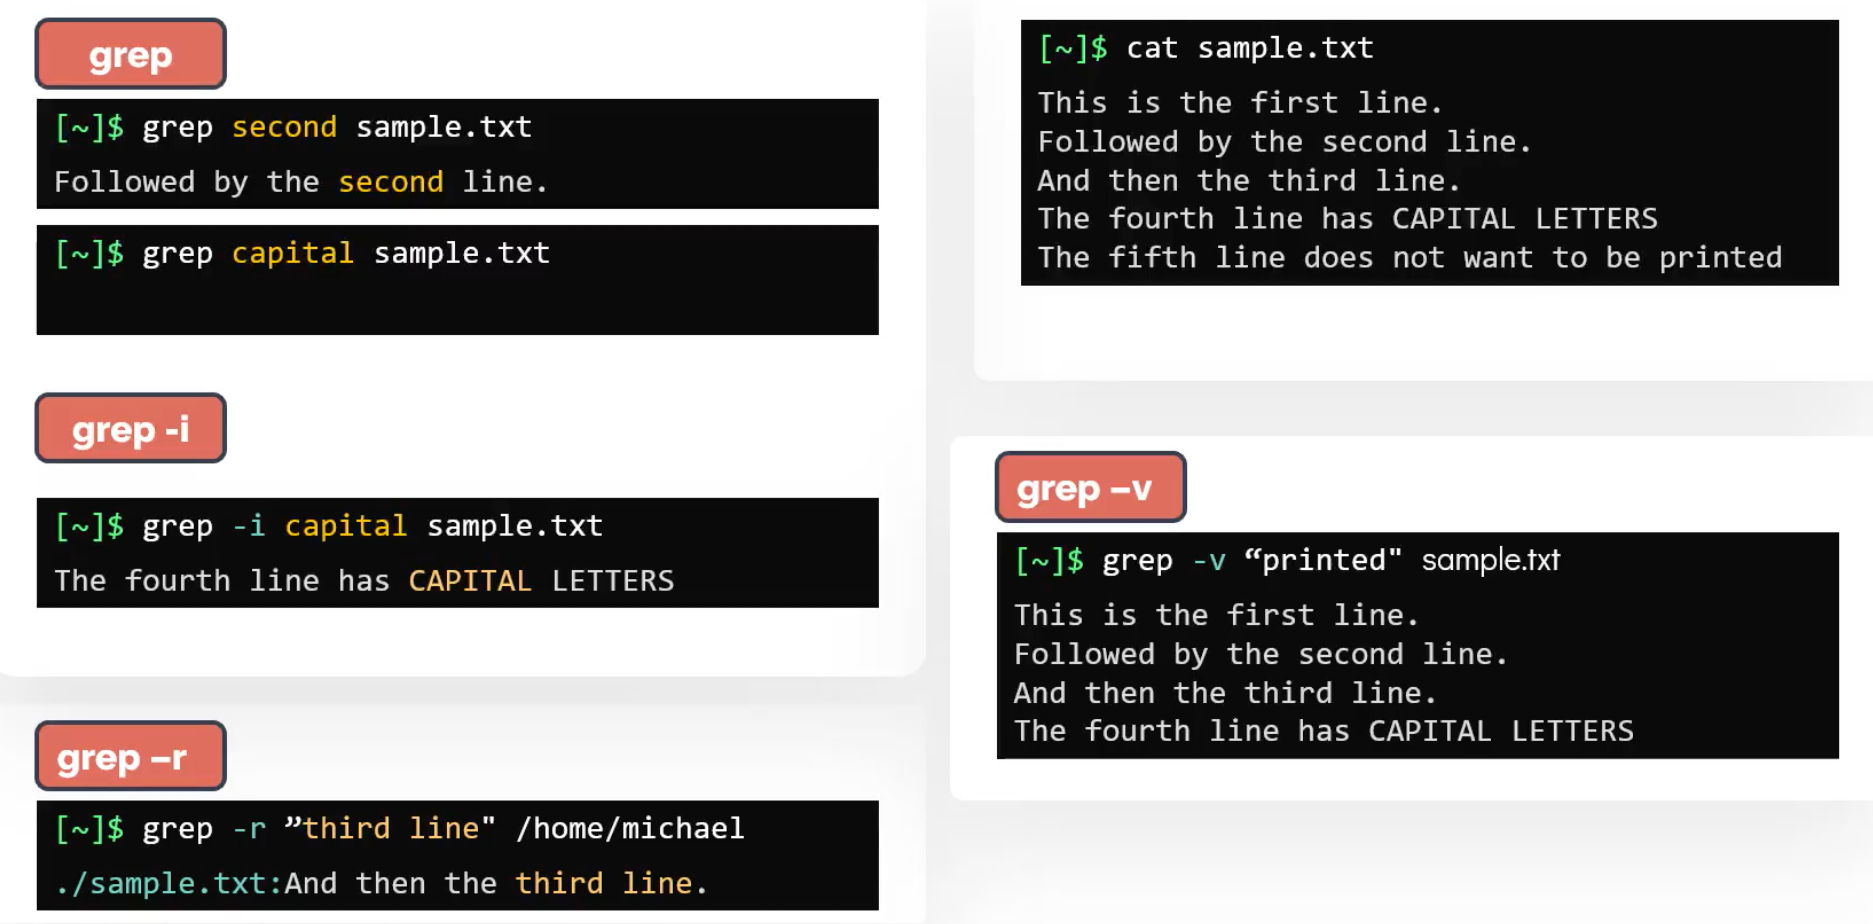 grep
[~]$ grep second sample.txt
Followed by the second line.
[~]$ grep capital sample.txt
grep -i
[~]$ grep -i capital sample.txt
The fourth line has CAPITAL LETTERS
grep –r
[~]$ grep -r ”third line" /home/michael
./sample.txt:And then the third line.
[~]$ cat sample.txt
This is the first line.
Followed by the second line.
And then the third line.
The fourth line has CAPITAL LETTERS
The fifth line does not want to be printed
grep –v
[~]$ grep -v “printed" sample.txt
This is the first line.
Followed by the second line.
And then the third line.
The fourth line has CAPITAL LETTERS